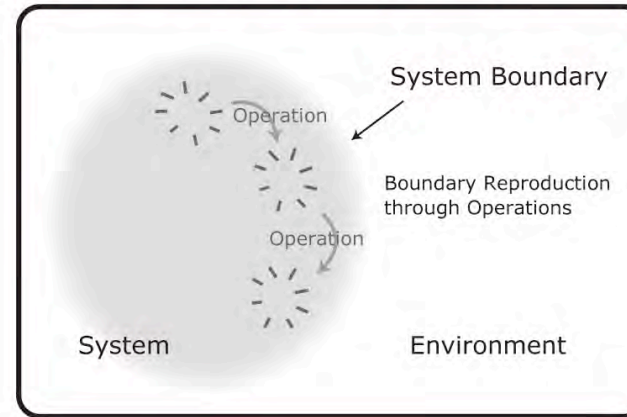 System Boundary
Operation
Boundary Reproduction
through Operations
Operation
System
Environment